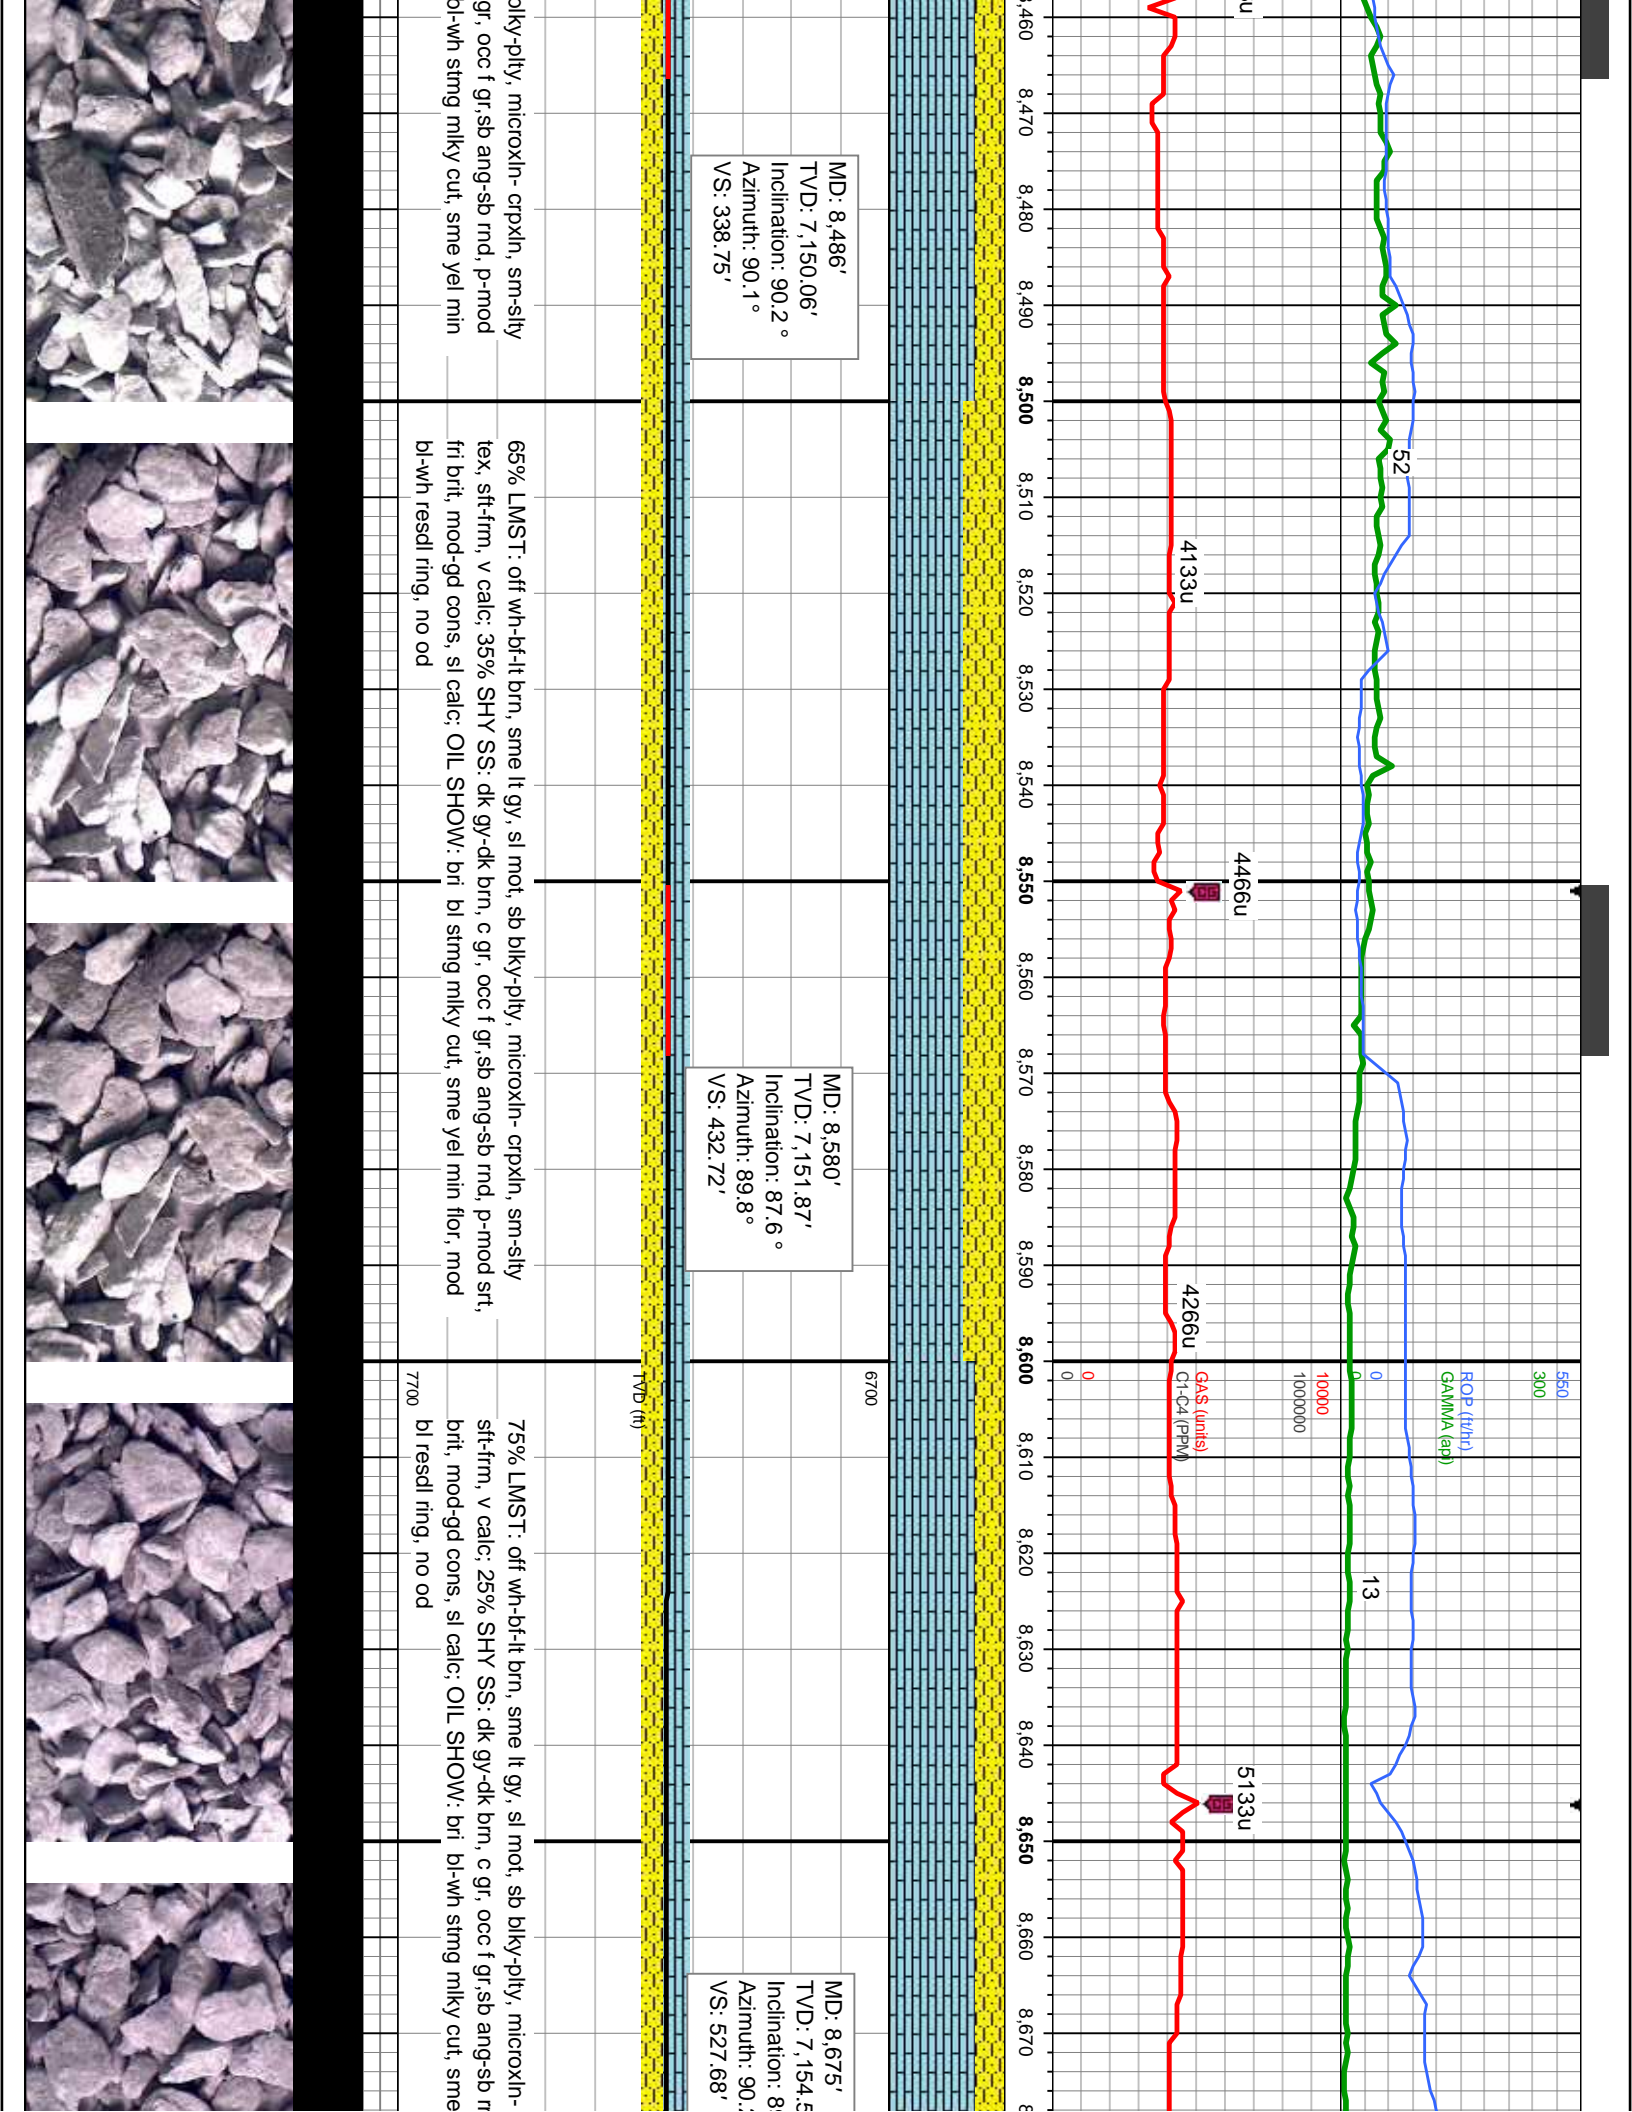 300 550
ROP (ft/hr)
GAMMA (api)
0 0
10000
1000000
GAS (units)
C1-C4 (PPM)
0
0
52
13
4133u
4466u
4266u
5133u
8,470
8,480
8,490
8,500
8,510
8,520
8,530
8,540
8,550
8,560
8,570
8,580
8,590
8,600
8,610
8,620
8,630
8,640
8,650
8,660
8,670
6700
TVD (ft)
7700
MD: 8,486'
TVD: 7,150.06'
Inclination: 90.2 °
Azimuth: 90.1°
VS: 338.75'
MD: 8,580'
TVD: 7,151.87'
Inclination: 87.6 °
Azimuth: 89.8°
VS: 432.72'
MD: 8,675'
TVD: 7,154.5
Inclination: 8
Azimuth: 90.
VS: 527.68'
blky-plty, microxln- crpxln, sm-slty
gr, occ f gr,sb ang-sb rnd, p-mod
bl-wh stmg mlky cut, sme yel min
65% LMST: off wh-bf-lt brn, sme lt gy, sl mot, sb blky-plty, microxln- crpxln, sm-slty
tex, sft-frm, v calc; 35% SHY SS: dk gy-dk brn, c gr, occ f gr,sb ang-sb rnd, p-mod srt,
fri brit, mod-gd cons, sl calc; OIL SHOW: bri bl stmg mlky cut, sme yel min flor, mod
bl-wh resdl ring, no od
75% LMST: off wh-bf-lt brn, sme lt gy, sl mot, sb blky-plty, microxln-
sft-frm, v calc; 25% SHY SS: dk gy-dk brn, c gr, occ f gr,sb ang-sb
brit, mod-gd cons, sl calc; OIL SHOW: bri bl-wh stmg mlky cut, sme
bl resdl ring, no od